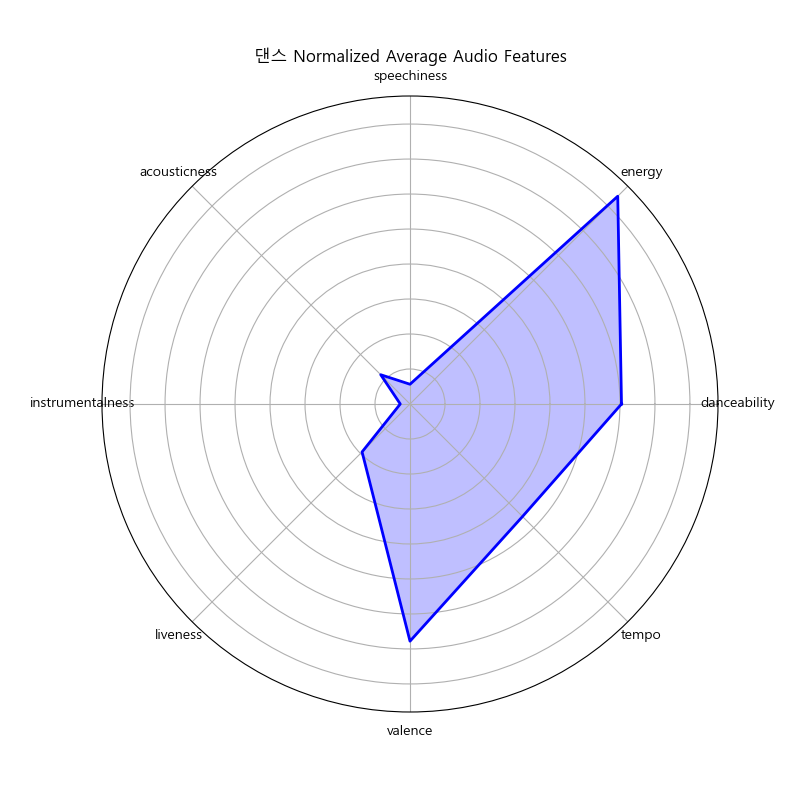 댄스 Normalized Average Audio Features
speechiness
acousticness
energy
instrumentalness
danceability
liveness
tempo
valence